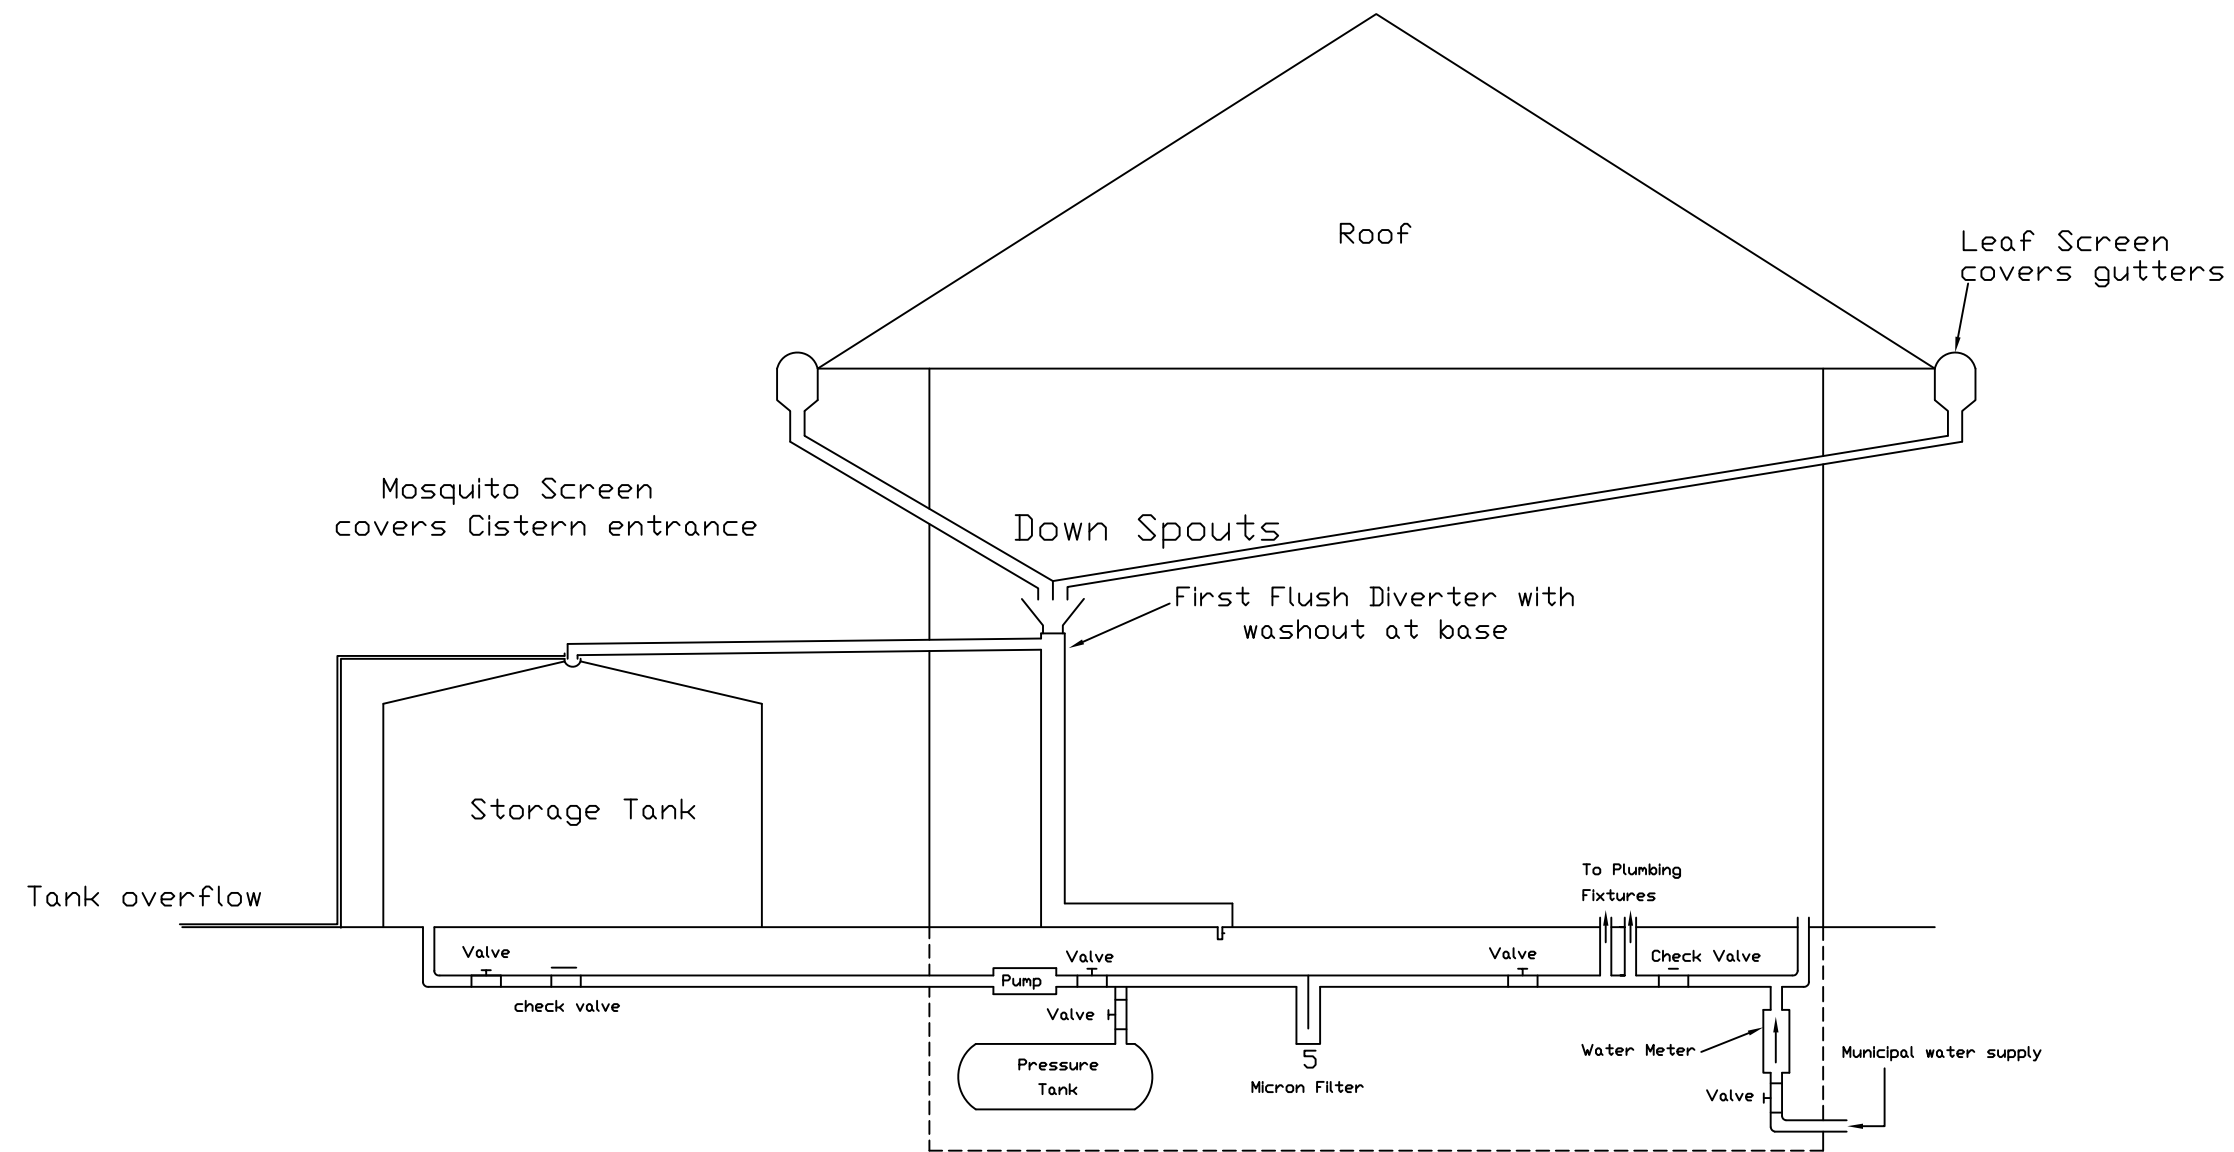 Roof
Leaf Screen
covers gutters
Mosquito Screen
covers Cistern entrance
Down Spouts
First Flush Diverter with
washout at base
Storage Tank
Tank overflow
To Plumbing
Fixtures
Valve
check valve
Pump
Valve
Valve
Check Valve
Valve
Pressure
Tank
5
Micron Filter
Water Meter
Municipal water supply
Valve